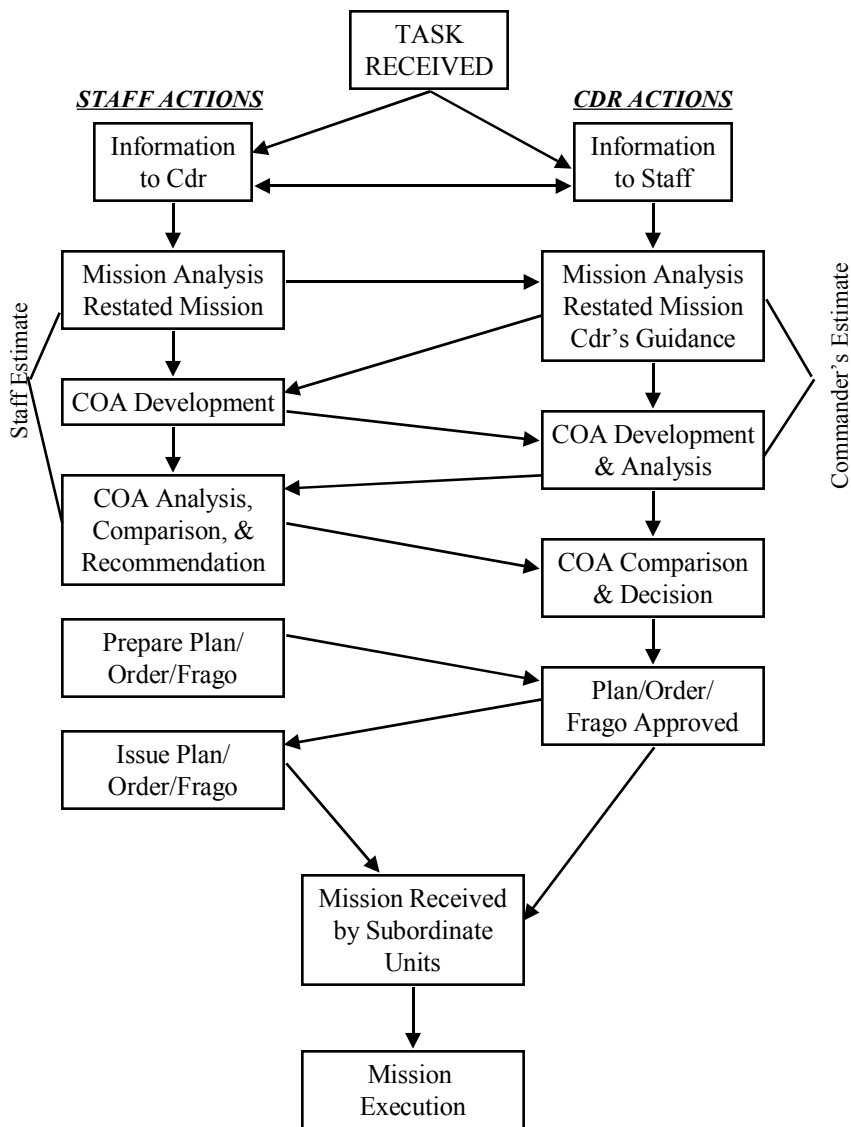 TASK
RECEIVED
STAFF ACTIONS
CDR ACTIONS
Information
to Cdr
Information
to Staff
Mission Analysis
Restated Mission
Mission Analysis
Restated Mission
Cdr’s Guidance
Staff Estimate
Commander’s Estimate
COA Development
COA Development
& Analysis
COA Analysis,
Comparison, &
Recommendation
COA Comparison
& Decision
Prepare Plan/
Order/Frago
Plan/Order/
Frago Approved
Issue Plan/
Order/Frago
Mission Received
by Subordinate
Units
Mission
Execution